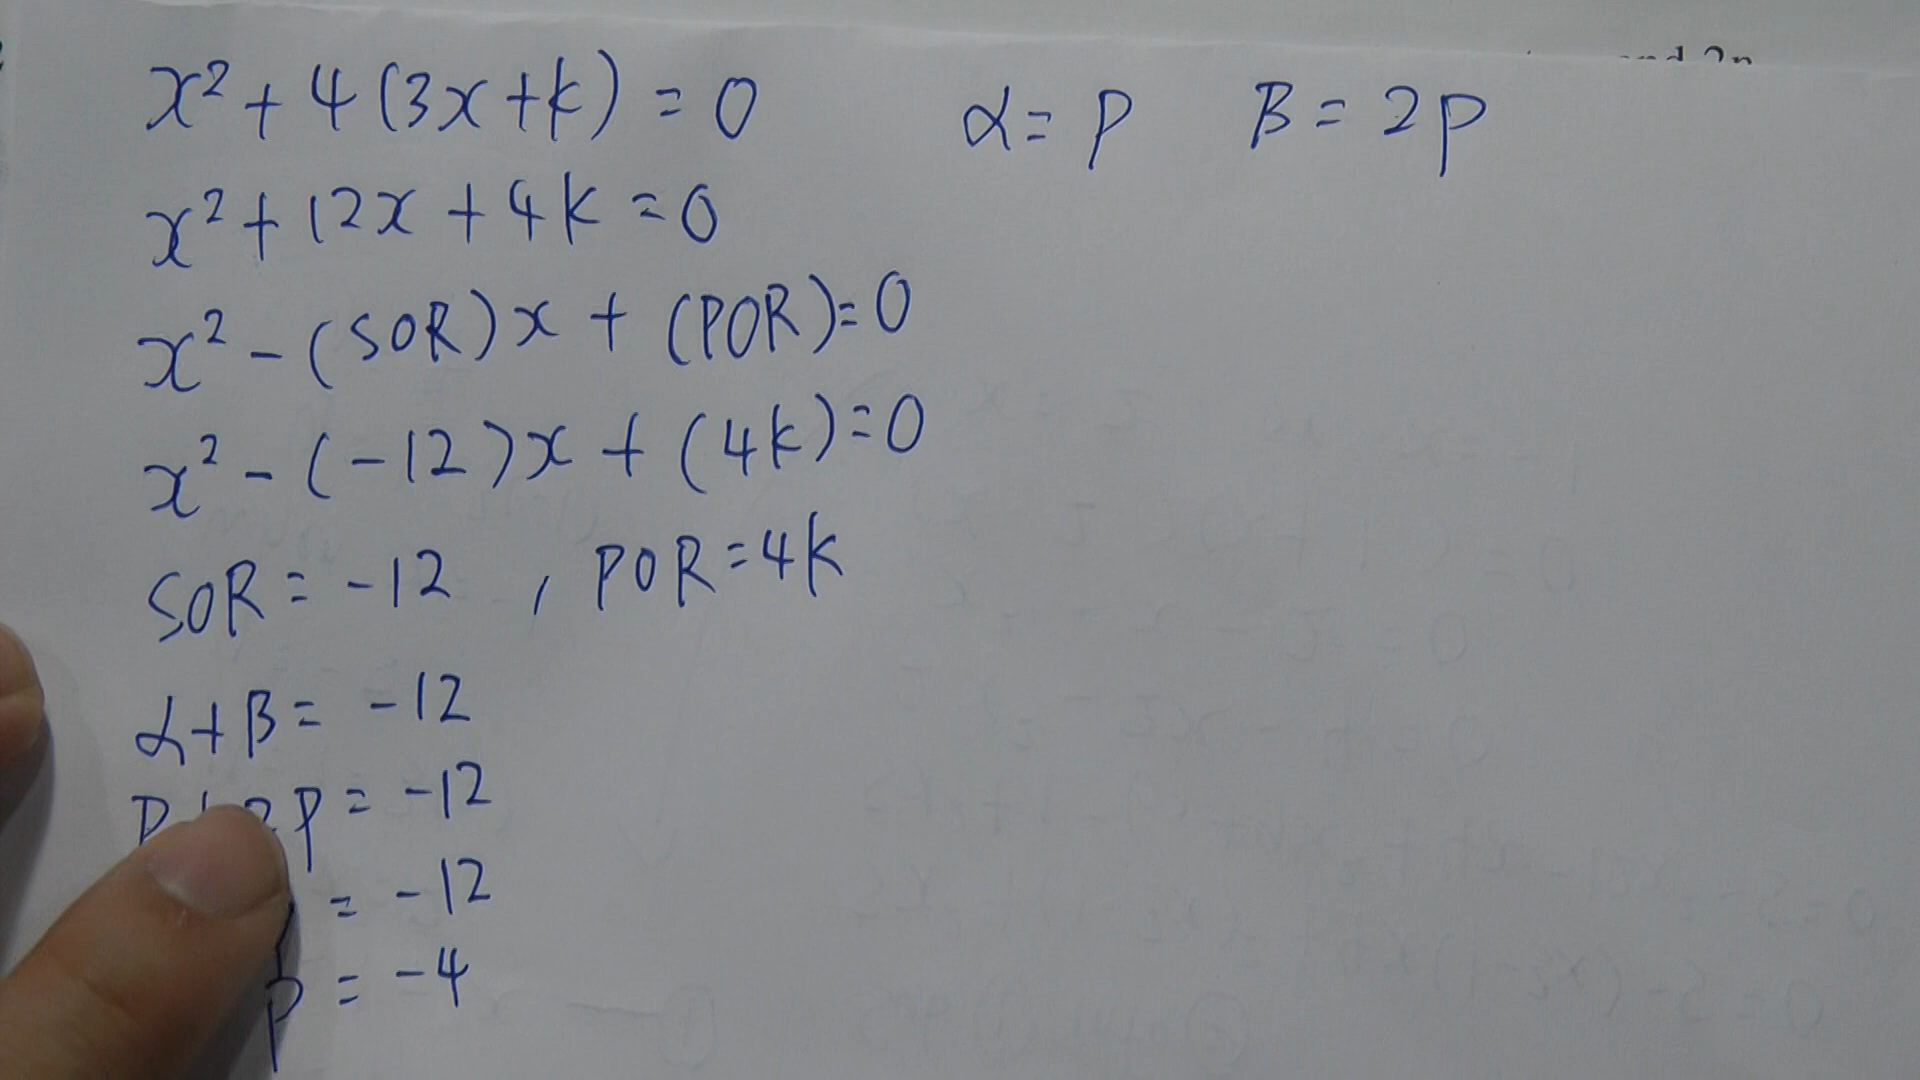 x² + 4(3x+k) = 0
α = p   β = 2p
x² + 12x + 4k = 0
x² - (SOR)x + (POR) = 0
x² - (-12)x + (4k) = 0
SOR = -12 , POR = 4k
α + β = -12
p = -12
= -12
p = -4